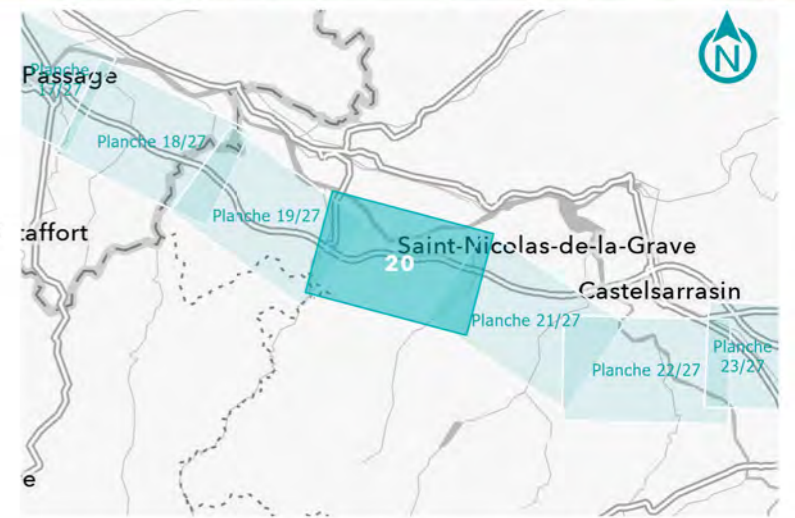 N
Planche
17/27
Passage
Planche 18/27
Planche 19/27
taffort
Saint-Nicolas-de-la-Grave
20
Castelsarrasin
Planche 21/27
Planche
23/27
Planche 22/27
e